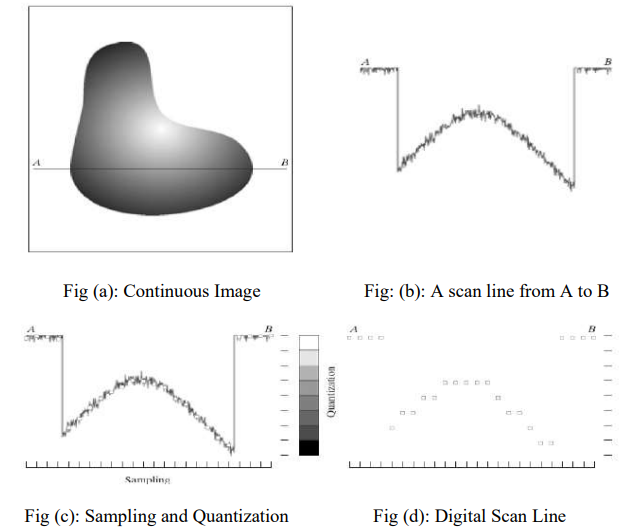 A B
A B
Fig (a): Continuous Image
Fig: (b): A scan line from A to B
A B
A B
Quantization
Sampling
Fig (c): Sampling and Quantization
Fig (d): Digital Scan Line